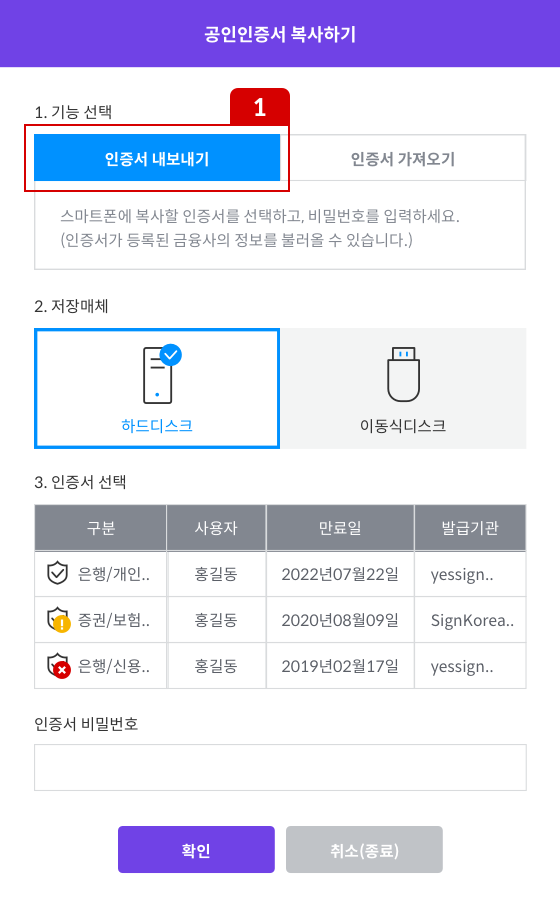 공인인증서 복사하기
1. 기능 선택
1
인증서 내보내기 인증서 가져오기
스마트폰에 복사할 인증서를 선택하고, 비밀번호를 입력하세요.
(인증서가 등록된 금융사의 정보를 불러올 수 있습니다.)
2. 저장매체
하드디스크 이동식디스크
3. 인증서 선택
구분 사용자 만료일 발급기관
은행/개인.. 홍길동 2022년07월22일 yessign..
증권/보험.. 홍길동 2020년08월09일 SignKorea..
은행/신용.. 홍길동 2019년02월17일 yessign..
인증서 비밀번호
확인 취소(종료)